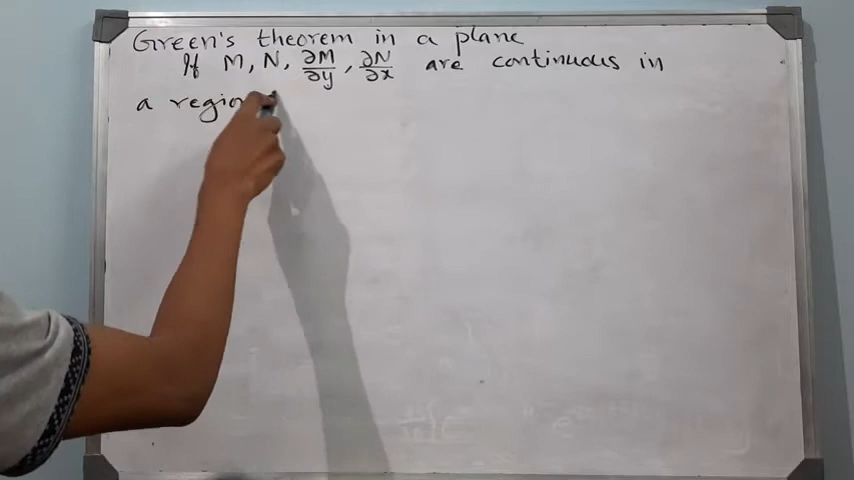 Green's theorem in a plane
If M, N, ∂M/∂y, ∂N/∂x are continuous in
a region